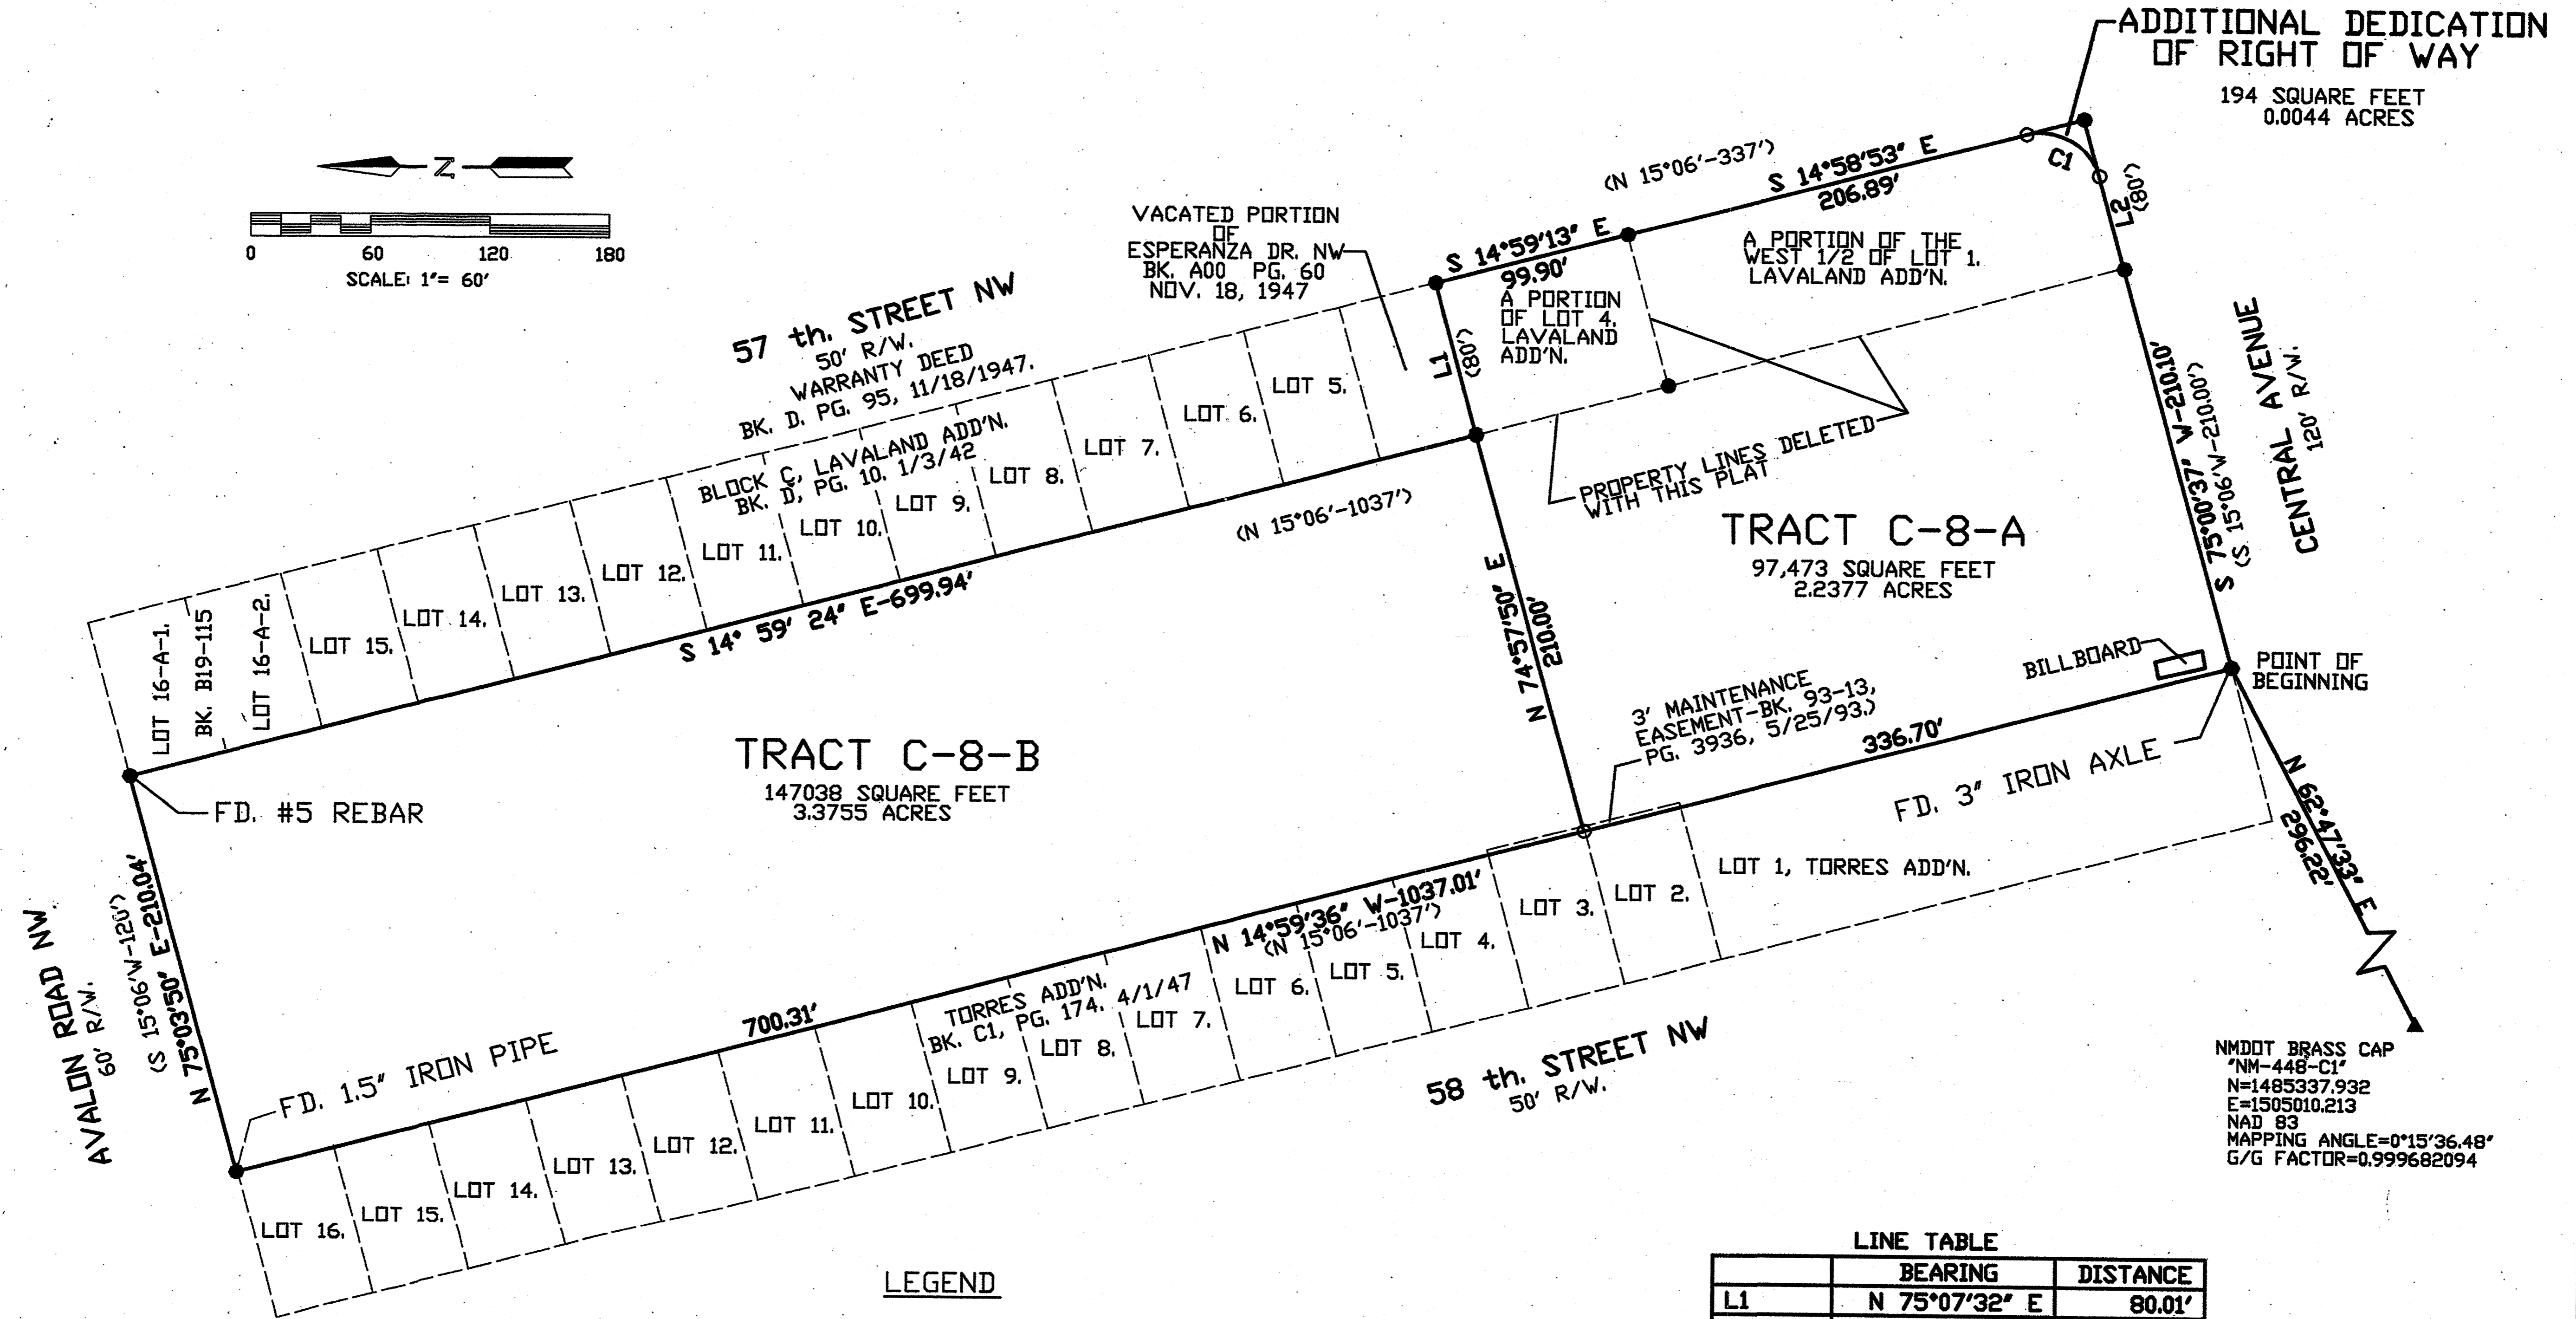 ADDITIONAL DEDICATION
OF RIGHT OF WAY
194 SQUARE FEET
0.0044 ACRES
N
0 60 120 180
SCALE: 1"= 60'
VACATED PORTION
OF
ESPERANZA DR. NW
BK. A00 PG. 60
NOV. 18, 1947
(N 15°06'-337')
S 14°58'53" E
206.89'
C1
L2
(80')
S 14°59'13" E
99.90'
A PORTION OF THE
WEST 1/2 OF LOT 1.
LAVALAND ADD'N.
A PORTION
OF LOT 4,
LAVALAND
ADD'N.
L1
(80')
57 th. STREET NW
50' R/W.
WARRANTY DEED
BK. D. PG. 95, 11/18/1947.
BLOCK C, LAVALAND ADD'N.
BK. D, PG. 10, 1/3/42
LOT 5.
LOT 6.
LOT 7.
LOT 8.
LOT 9.
LOT 10.
LOT 11.
LOT 12.
LOT 13.
LOT 14.
LOT 15.
LOT 16-A-2.
BK. B19-115
LOT 16-A-1.
S 14° 59' 24" E-699.94'
(N 15°06'-1037')
PROPERTY LINES DELETED
WITH THIS PLAT
S 75°00'37" W-210.10'
(S 15°06'W-210.00')
CENTRAL AVENUE
120' R/W.
TRACT C-8-A
97,473 SQUARE FEET
2.2377 ACRES
N 74°57'50" E
210.00'
BILLBOARD
POINT OF
BEGINNING
3' MAINTENANCE
EASEMENT-BK. 93-13,
PG. 3936, 5/25/93.)
336.70'
FD. 3" IRON AXLE
N 62°47'33" E
296.22'
TRACT C-8-B
147038 SQUARE FEET
3.3755 ACRES
FD. #5 REBAR
AVALON ROAD NW.
60' R/W.
(S 15°06'W-120')
N 75°03'50' E-210.04'
FD. 1.5" IRON PIPE
700.31'
N 14°59'36" W-1037.01'
(N 15°06'-1037')
TORRES ADD'N.
BK. C1, PG. 174. 4/1/47
LOT 1, TORRES ADD'N.
LOT 2.
LOT 3.
LOT 4.
LOT 5.
LOT 6.
LOT 7.
LOT 8.
LOT 9.
LOT 10.
LOT 11.
LOT 12.
LOT 13.
LOT 14.
LOT 15.
LOT 16.
58 th. STREET NW
50' R/W.
NMDOT BRASS CAP
"NM-448-C1"
N=1485337.932
E=1505010.213
NAD 83
MAPPING ANGLE=0°15'36.48"
G/G FACTOR=0.999682094
LEGEND
LINE TABLE
BEARING DISTANCE
L1 N 75°07'32" E 80.01'